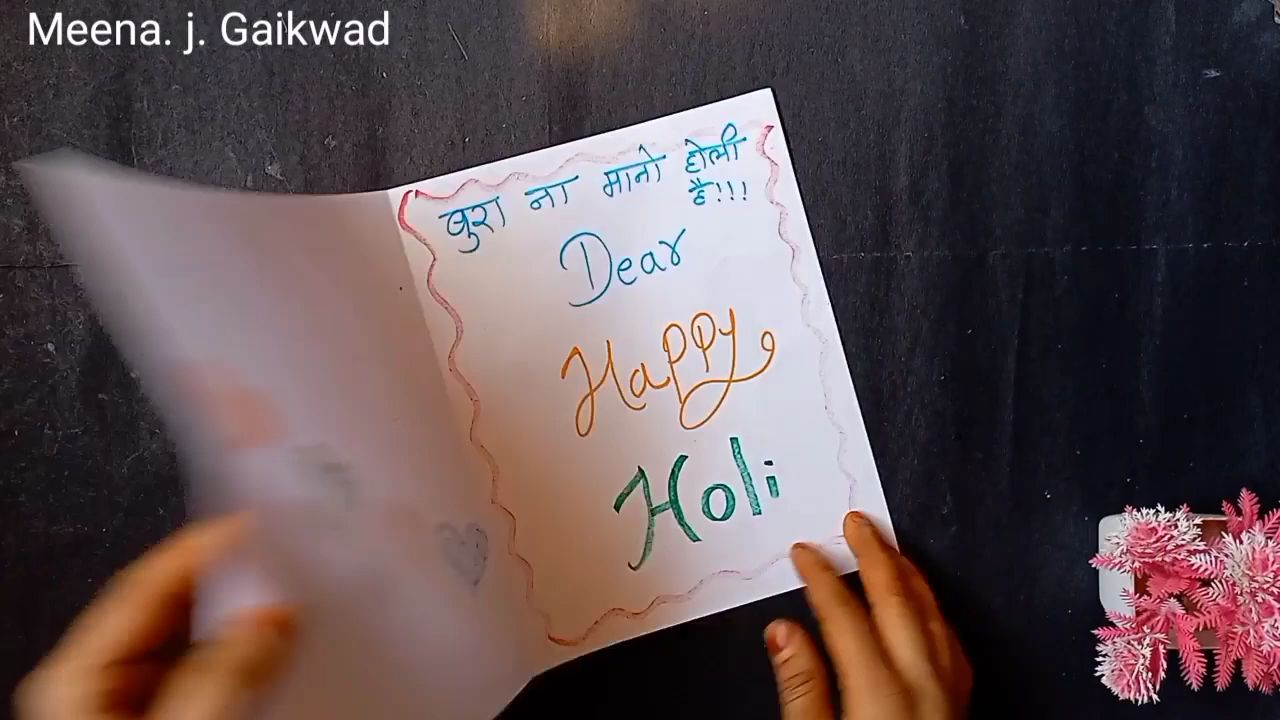 Meena. j. Gaikwad
बुरा ना मानो होली
है!!!
Dear
Happy
Holi